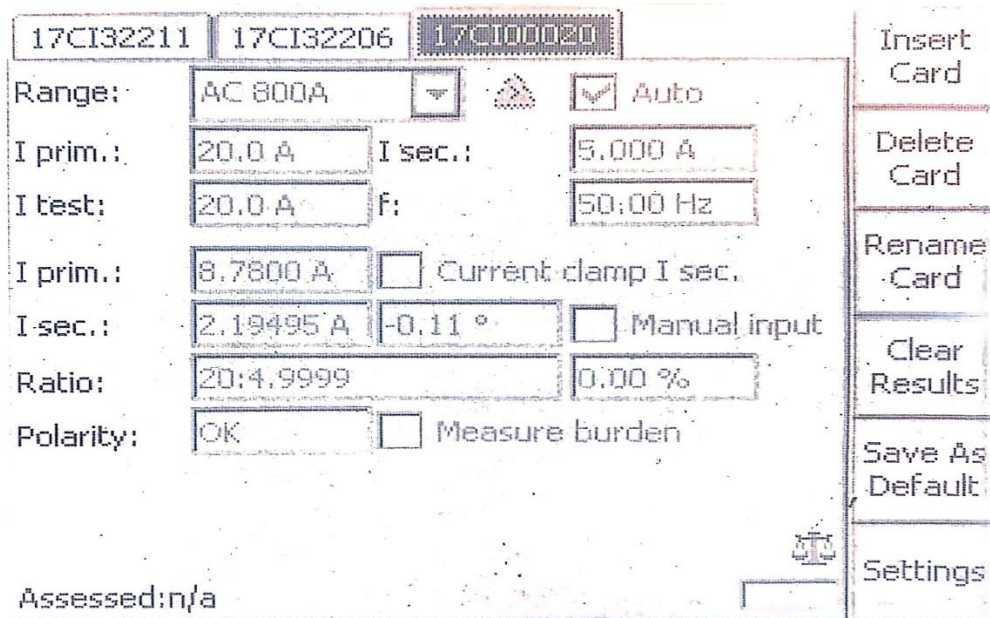 17CI32211 17CI32206 17CI00020
Range: AC 800A Auto
I prim.: 20.0 A I sec.: 5.000 A
I test: 20.0 A f: 50.00 Hz
I prim.: 8.7800 A Current clamp I sec.
I sec.: 2.19495 A -0.11 ° Manual input
Ratio: 20:4.9999 0.00 %
Polarity: OK Measure burden
Assessed:n/a
Insert
Card
Delete
Card
Rename
Card
Clear
Results
Save As
Default
Settings